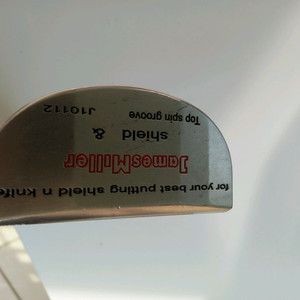 for your best putting shield n knife
JamesMiller
shield &
Top spin groove J10112